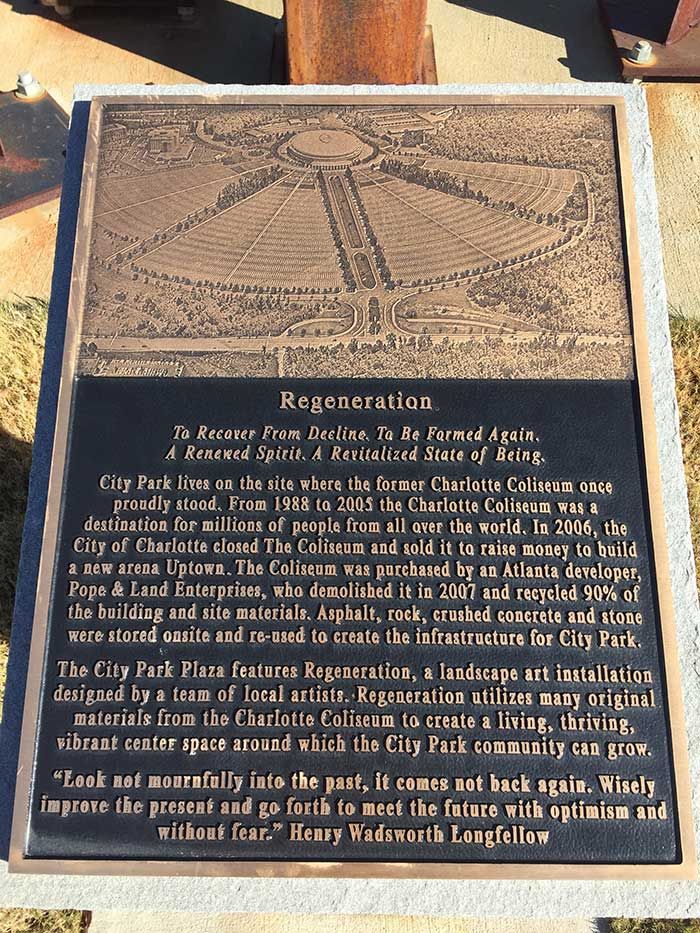 Regeneration
To Recover From Decline. To Be Formed Again.
A Renewed Spirit. A Revitalized State of Being.
City Park lives on the site where the former Charlotte Coliseum once
proudly stood. From 1988 to 2005 the Charlotte Coliseum was a
destination for millions of people from all over the world. In 2006, the
City of Charlotte closed The Coliseum and sold it to raise money to build
a new arena Uptown. The Coliseum was purchased by an Atlanta developer,
Pope & Land Enterprises, who demolished it in 2007 and recycled 90% of
the building and site materials. Asphalt, rock, crushed concrete and stone
were stored onsite and re-used to create the infrastructure for City Park.
The City Park Plaza features Regeneration, a landscape art installation
designed by a team of local artists. Regeneration utilizes many original
materials from the Charlotte Coliseum to create a living, thriving,
vibrant center space around which the City Park community can grow.
"Look not mournfully into the past, it comes not back again. Wisely
improve the present and go forth to meet the future with optimism and
without fear." Henry Wadsworth Longfellow